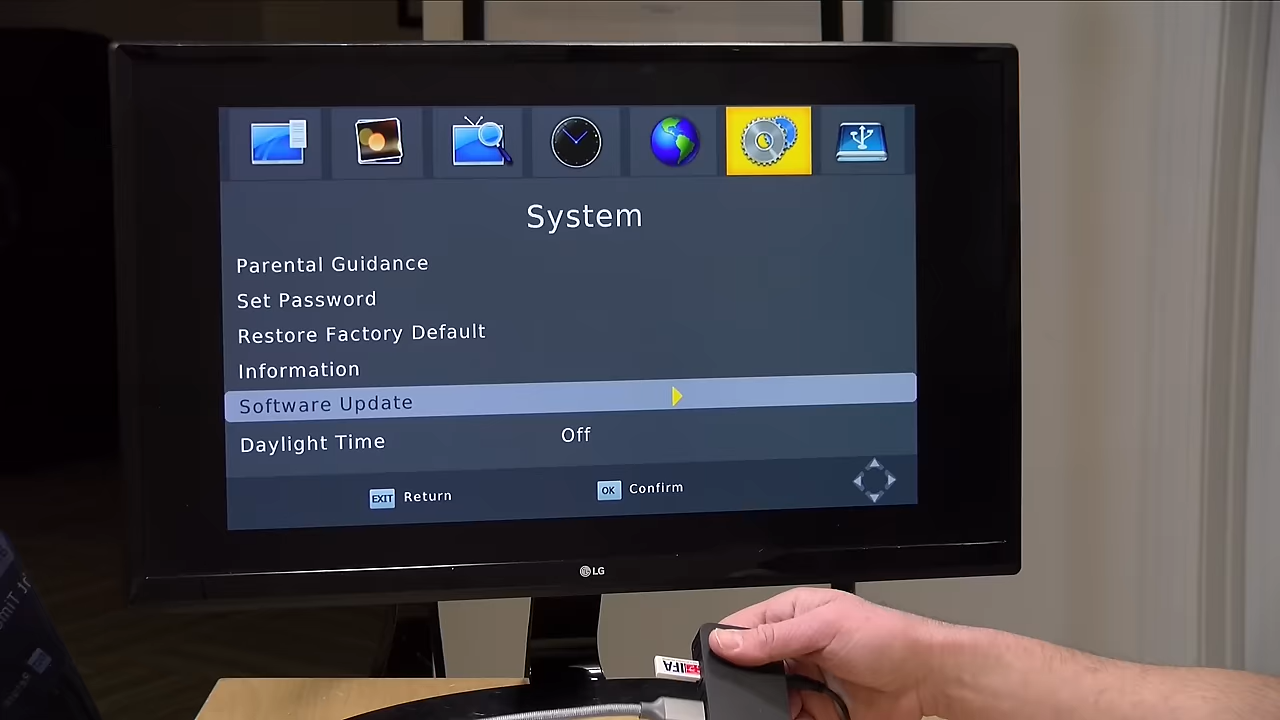 System
Parental Guidance
Set Password
Restore Factory Default
Information
Software Update
Daylight Time Off
EXIT Return OK Confirm
LG
IFA